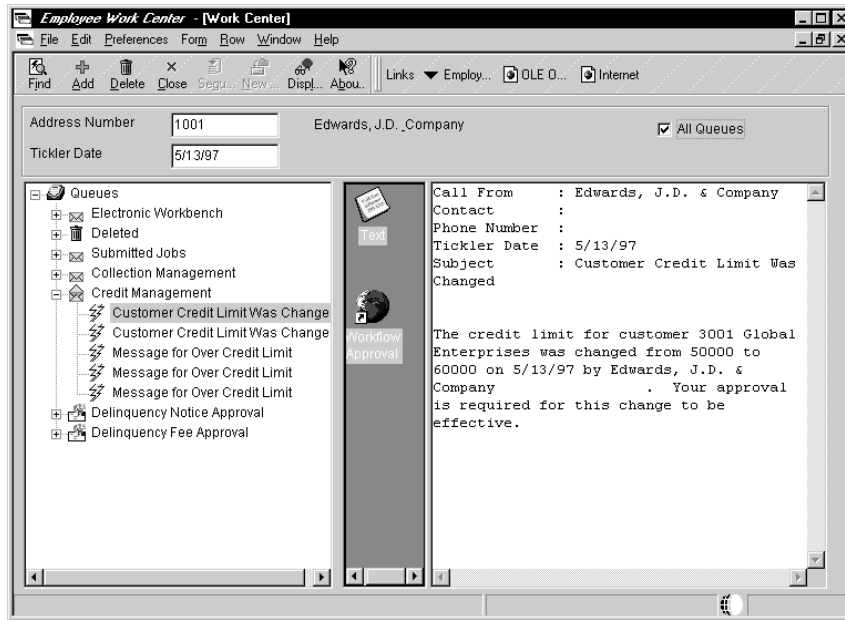 Employee Work Center - [Work Center]
File Edit Preferences Form Row Window Help
Find Add Delete Close Sequ... New ... Displ... Abou.. Links Employ... OLE O... Internet
Address Number 1001 Edwards, J.D. _Company All Queues
Tickler Date 5/13/97
Queues
Electronic Workbench
Deleted
Submitted Jobs
Collection Management
Credit Management
Customer Credit Limit Was Change
Customer Credit Limit Was Change
Message for Over Credit Limit
Message for Over Credit Limit
Message for Over Credit Limit
Delinquency Notice Approval
Delinquency Fee Approval
Text
Workflow
Approval
Call From : Edwards, J.D. & Company
Contact :
Phone Number :
Tickler Date : 5/13/97
Subject : Customer Credit Limit Was
Changed
The credit limit for customer 3001 Global
Enterprises was changed from 50000 to
60000 on 5/13/97 by Edwards, J.D. &
Company . Your approval
is required for this change to be
effective.